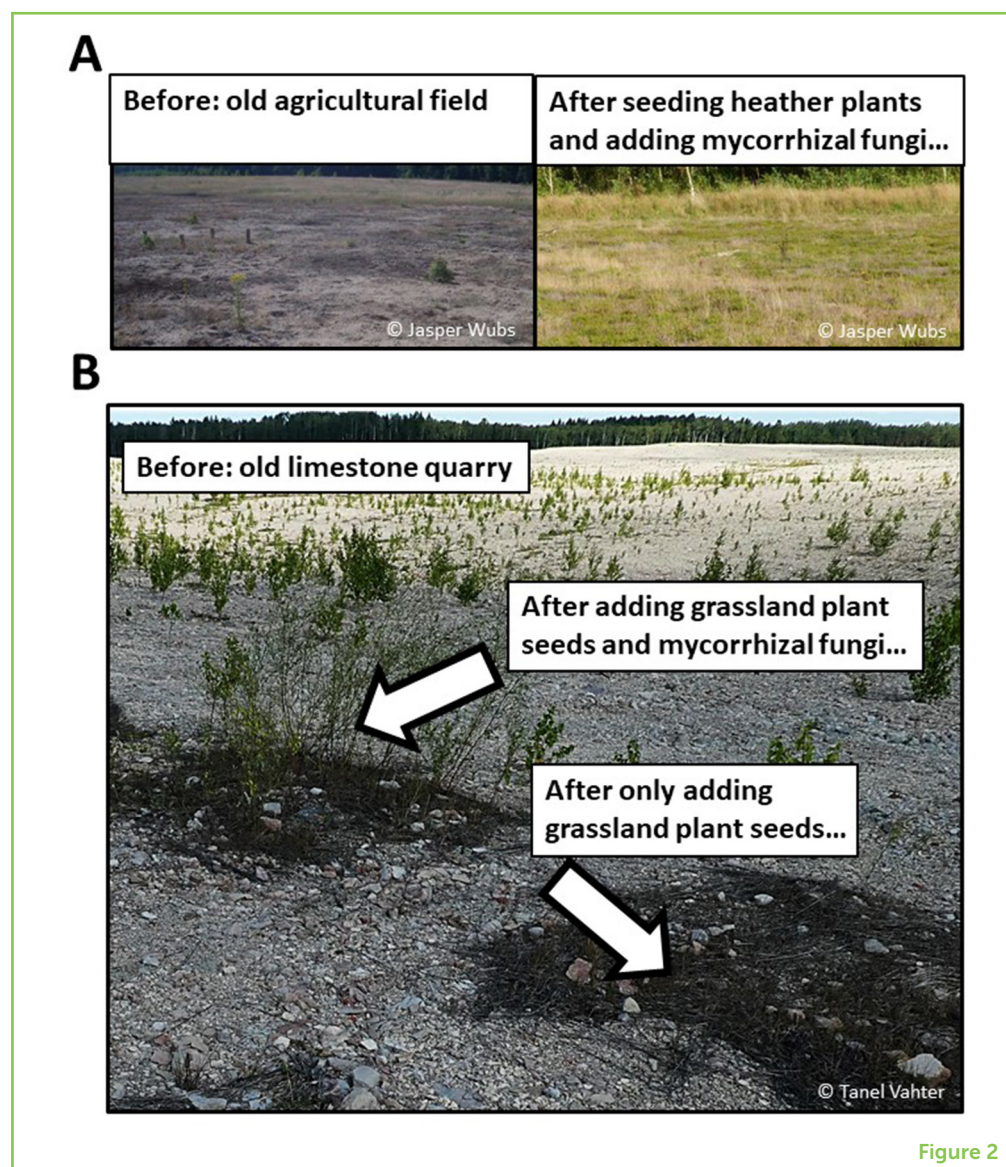 A
Before: old agricultural field
After seeding heather plants
and adding mycorrhizal fungi...
© Jasper Wubs
© Jasper Wubs
B
Before: old limestone quarry
After adding grassland plant
seeds and mycorrhizal fungi...
After only adding
grassland plant seeds...
© Tanel Vahter
Figure 2